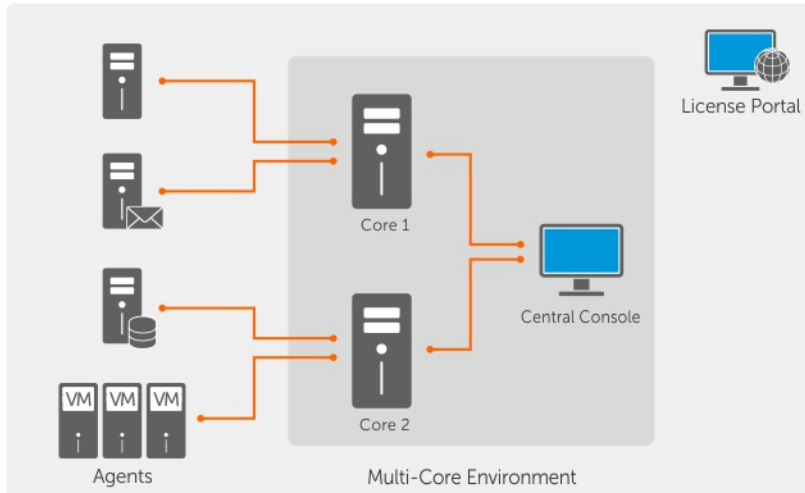 License Portal
Core 1
Central Console
VM VM VM
Core 2
Agents
Multi-Core Environment